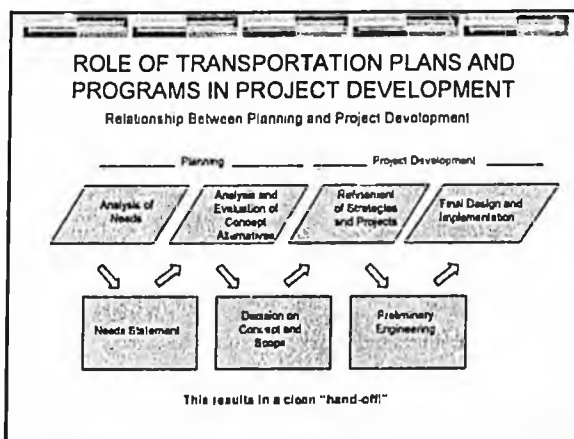 ROLE OF TRANSPORTATION PLANS AND
PROGRAMS IN PROJECT DEVELOPMENT
Relationship Between Planning and Project Development
Planning
Project Development
Analysis of
Needs
Analysis and
Evaluation of
Concept
Alternatives
Refinement
of Strategies
and Projects
Final Design and
Implementation
Needs Statement
Decision on
Concept and
Scope
Preliminary
Engineering
This results in a clean "hand-off!"